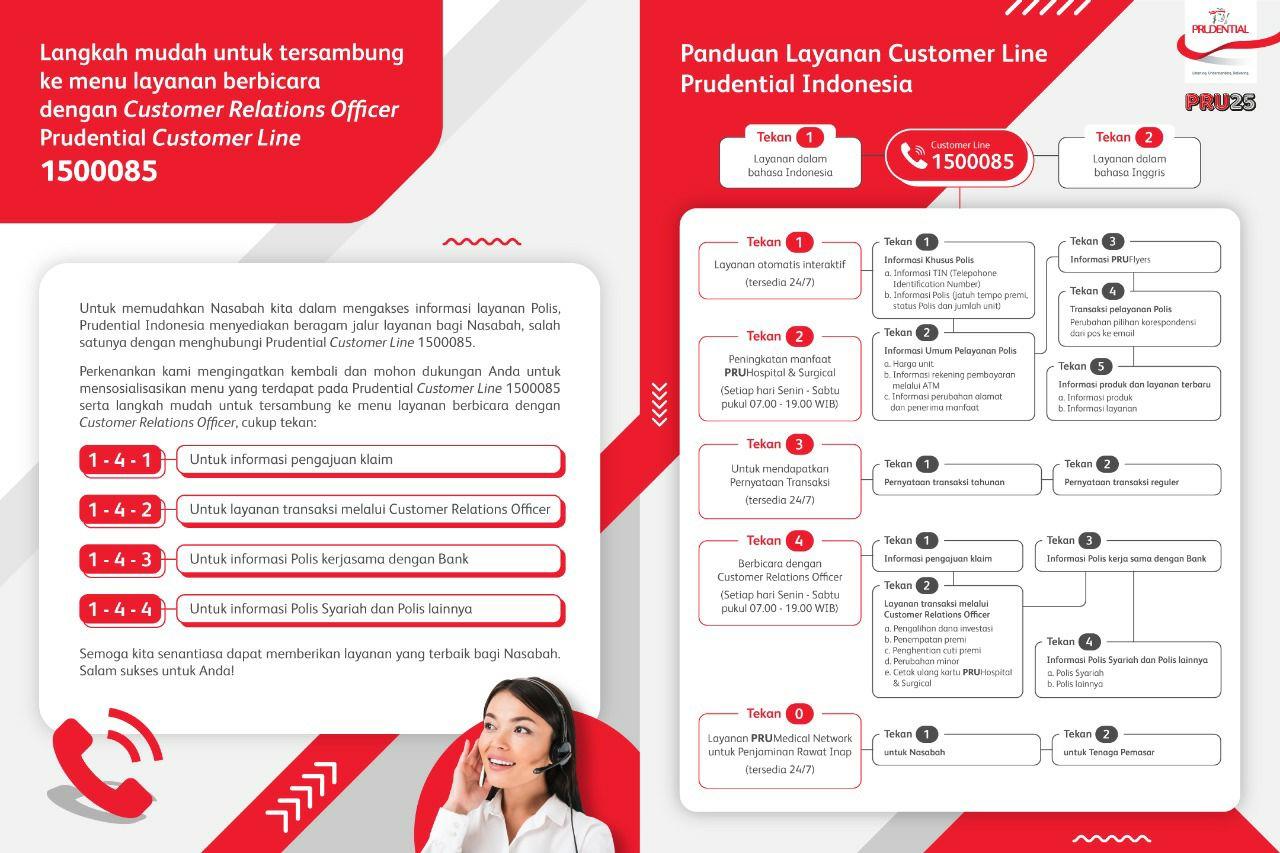 Langkah mudah untuk tersambung
ke menu layanan berbicara
dengan Customer Relations Officer
Prudential Customer Line
1500085
Untuk memudahkan Nasabah kita dalam mengakses informasi layanan Polis,
Prudential Indonesia menyediakan beragam jalur layanan bagi Nasabah, salah
satunya dengan menghubungi Prudential Customer Line 1500085.
Perkenankan kami mengingatkan kembali dan mohon dukungan Anda untuk
mensosialisasikan menu yang terdapat pada Prudential Customer Line 1500085
serta langkah mudah untuk tersambung ke menu layanan berbicara dengan
Customer Relations Officer, cukup tekan:
1 - 4 - 1 Untuk informasi pengajuan klaim
1 - 4 - 2 Untuk layanan transaksi melalui Customer Relations Officer
1 - 4 - 3 Untuk informasi Polis kerjasama dengan Bank
1 - 4 - 4 Untuk informasi Polis Syariah dan Polis lainnya
Semoga kita senantiasa dapat memberikan layanan yang terbaik bagi Nasabah.
Salam sukses untuk Anda!
Panduan Layanan Customer Line
Prudential Indonesia
PRUDENTIAL
Listening. Understanding. Delivering.
PRU25
Tekan 1
Layanan dalam
bahasa Indonesia
Customer Line
1500085
Tekan 2
Layanan dalam
bahasa Inggris
Tekan 1
Layanan otomatis interaktif
(tersedia 24/7)
Tekan 1
Informasi Khusus Polis
a. Informasi TIN (Telepohone
Identification Number)
b. Informasi Polis (jatuh tempo premi,
status Polis dan jumlah unit)
Tekan 2
Informasi Umum Pelayanan Polis
a. Harga unit
b. Informasi rekening pembayaran
melalui ATM
c. Informasi perubahan alamat
dan penerima manfaat
Tekan 3
Informasi PRUFlyers
Tekan 4
Transaksi pelayanan Polis
Perubahan pilihan korespondensi
dari pos ke email
Tekan 5
Informasi produk dan layanan terbaru
a. Informasi produk
b. Informasi layanan
Tekan 2
Peningkatan manfaat
PRUHospital & Surgical
(Setiap hari Senin - Sabtu
pukul 07.00 - 19.00 WIB)
Tekan 3
Untuk mendapatkan
Pernyataan Transaksi
(tersedia 24/7)
Tekan 1
Pernyataan transaksi tahunan
Tekan 2
Pernyataan transaksi reguler
Tekan 4
Berbicara dengan
Customer Relations Officer
(Setiap hari Senin - Sabtu
pukul 07.00 - 19.00 WIB)
Tekan 1
Informasi pengajuan klaim
Tekan 2
Layanan transaksi melalui
Customer Relations Officer
a. Pengalihan dana investasi
b. Penempatan premi
c. Penghentian cuti premi
d. Perubahan minor
e. Cetak ulang kartu PRUHospital
& Surgical
Tekan 3
Informasi Polis kerja sama dengan Bank
Tekan 4
Informasi Polis Syariah dan Polis lainnya
a. Polis Syariah
b. Polis lainnya
Tekan 0
Layanan PRUMedical Network
untuk Penjaminan Rawat Inap
(tersedia 24/7)
Tekan 1
untuk Nasabah
Tekan 2
untuk Tenaga Pemasar